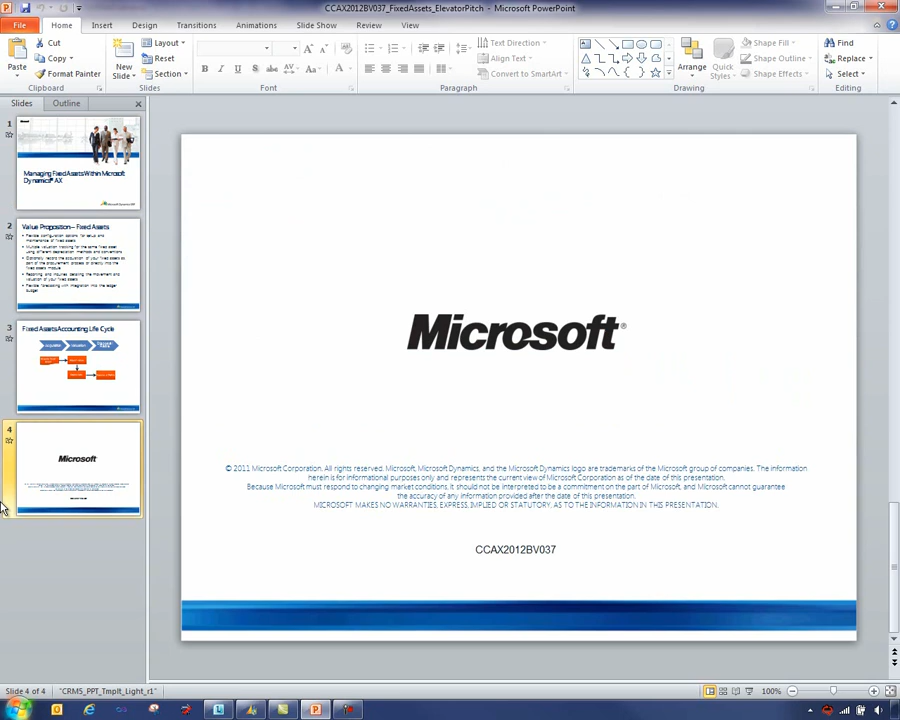 CCAX2012BV037_FixedAssets_ElevatorPitch - Microsoft PowerPoint
File Home Insert Design Transitions Animations Slide Show Review View
Paste Cut Copy Format Painter Clipboard
New Slide Layout Reset Section Slides
B I U S abc AV Aa A Font
Text Direction Align Text Convert to SmartArt Paragraph
Arrange Quick Styles Shape Fill Shape Outline Shape Effects Drawing
Find Replace Select Editing
Slides Outline
1
Managing Fixed Assets Within Microsoft
Dynamics® AX
2
Value Proposition – Fixed Assets
3
Fixed Assets Accounting Life Cycle
4
Microsoft
Microsoft®
© 2011 Microsoft Corporation. All rights reserved. Microsoft, Microsoft Dynamics, and the Microsoft Dynamics logo are trademarks of the Microsoft group of companies. The information
herein is for informational purposes only and represents the current view of Microsoft Corporation as of the date of this presentation.
Because Microsoft must respond to changing market conditions, it should not be interpreted to be a commitment on the part of Microsoft, and Microsoft cannot guarantee
the accuracy of any information provided after the date of this presentation.
MICROSOFT MAKES NO WARRANTIES, EXPRESS, IMPLIED OR STATUTORY, AS TO THE INFORMATION IN THIS PRESENTATION.
CCAX2012BV037
Slide 4 of 4 "CRM5_PPT_Tmplt_Light_r1" 100%